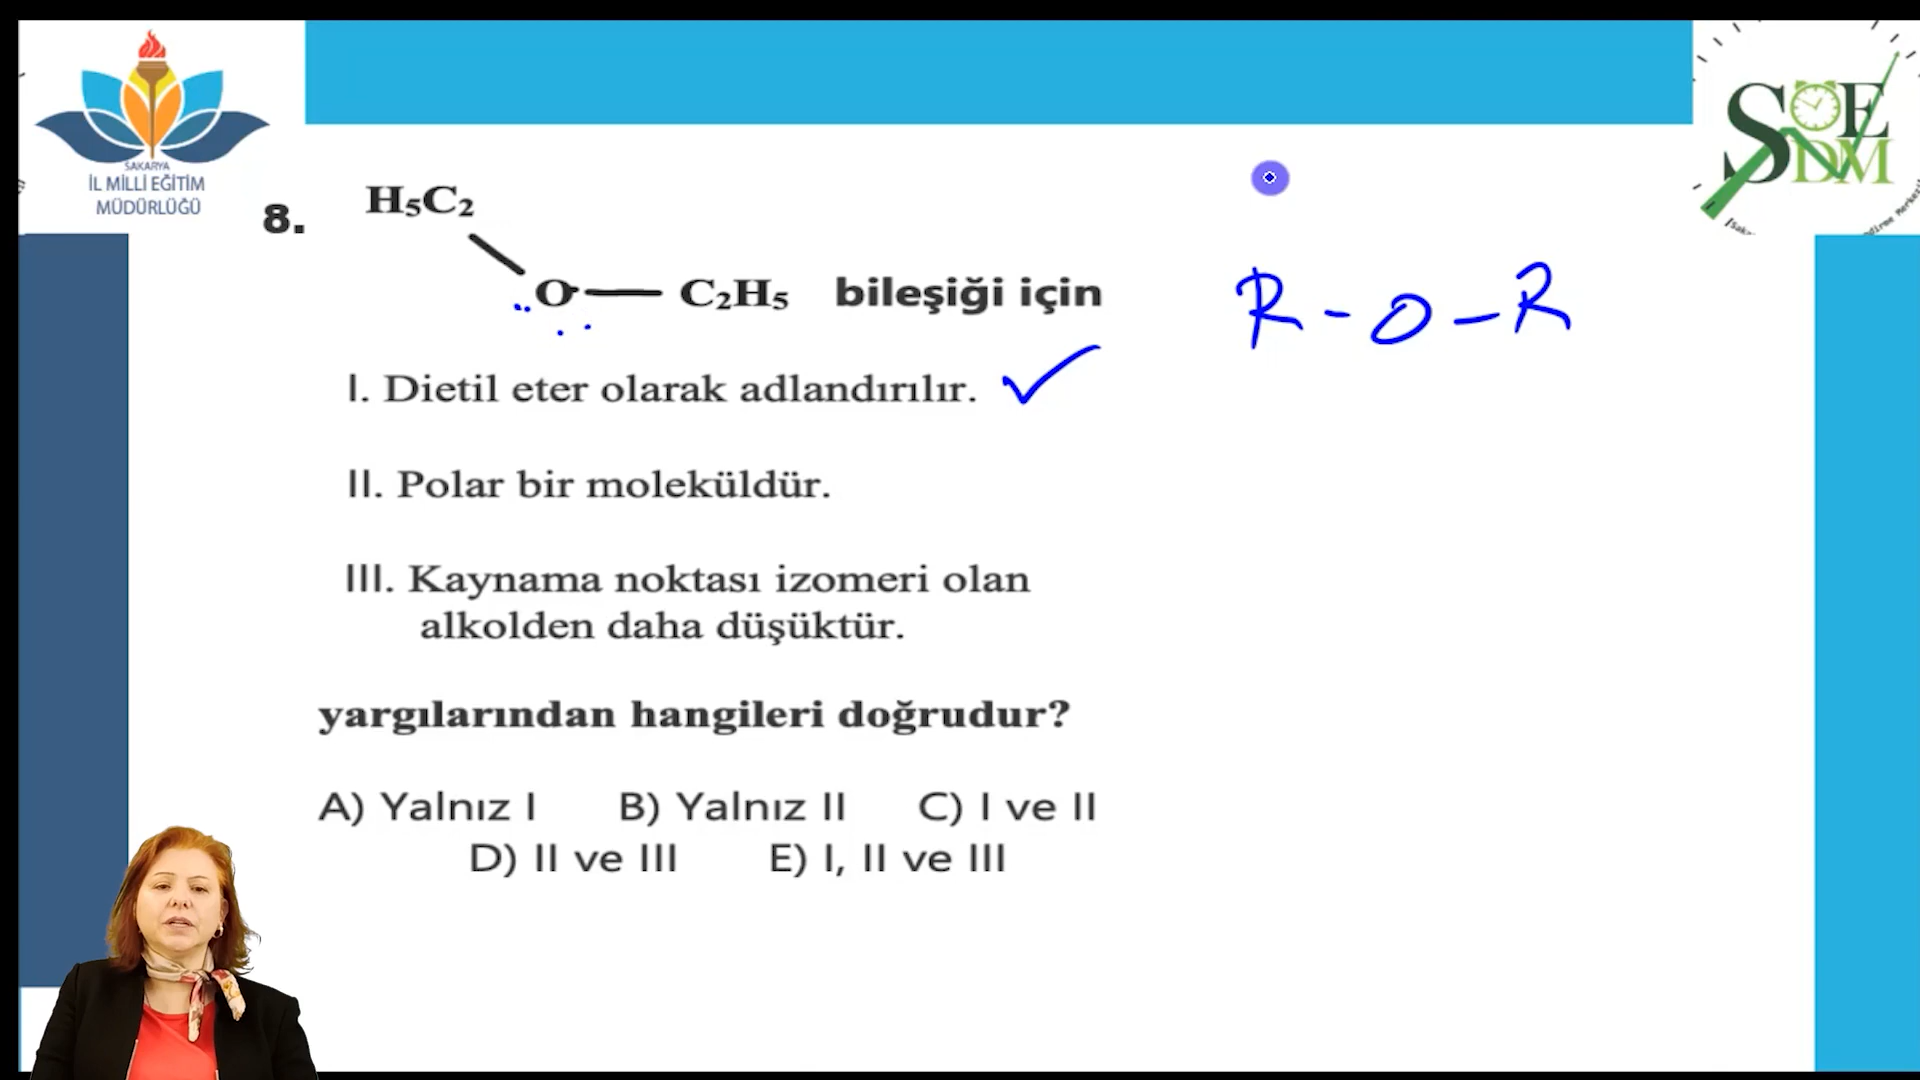 SAKARYA
İL MİLLİ EĞİTİM
MÜDÜRLÜĞÜ
SOE
DM
8.
H₅C₂
O — C₂H₅ bileşiği için
R - O - R
I. Dietil eter olarak adlandırılır.
II. Polar bir moleküldür.
III. Kaynama noktası izomeri olan
alkolden daha düşüktür.
yargılarından hangileri doğrudur?
A) Yalnız I B) Yalnız II C) I ve II
D) II ve III E) I, II ve III